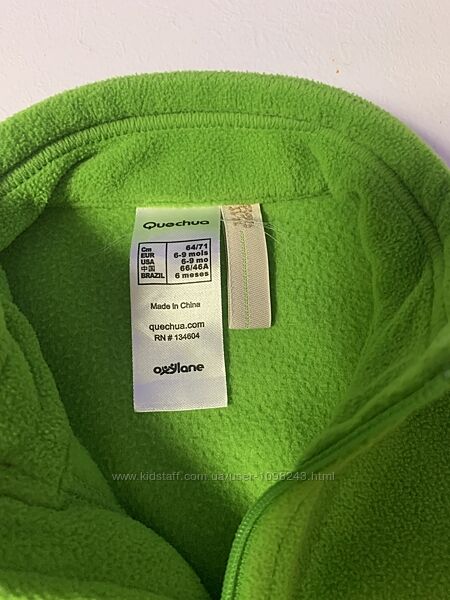 Quechua
Cm 64/71
EUR 6-9 mois
USA 6-9 mo
中国 66/46A
BRAZIL 6 meses
Made in China
quechua.com
RN # 134604
oxylane
www.kidstaff.com.ua/user-1098243.html